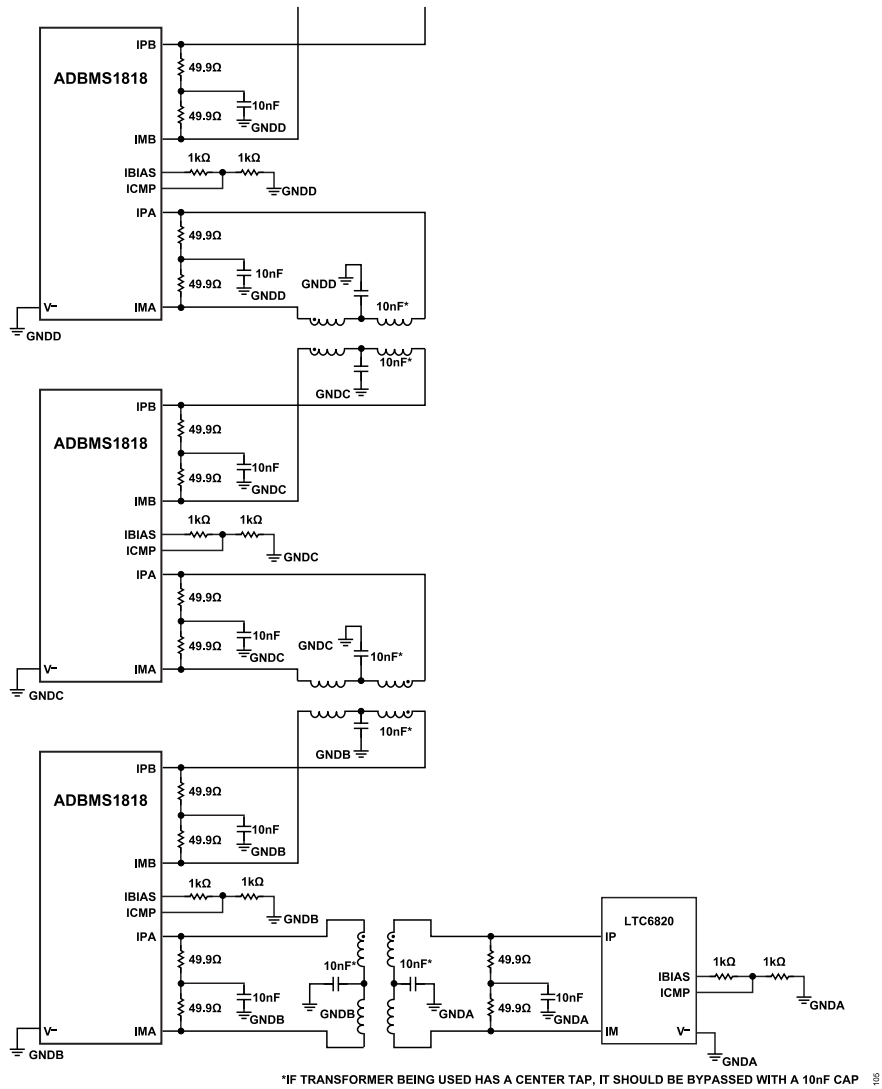 IPB
49.9Ω
ADBMS1818
10nF
49.9Ω
GNDD
IMB
1kΩ 1kΩ
IBIAS
ICMP
GNDD
IPA
49.9Ω
10nF
49.9Ω
GNDD
GNDD
10nF*
V–
IMA
GNDD
10nF*
GNDC
IPB
49.9Ω
ADBMS1818
10nF
49.9Ω
GNDC
IMB
1kΩ 1kΩ
IBIAS
ICMP
GNDC
IPA
49.9Ω
10nF
49.9Ω
GNDC
GNDC
10nF*
V–
IMA
GNDC
10nF*
GNDB
IPB
49.9Ω
ADBMS1818
10nF
49.9Ω
GNDB
IMB
1kΩ 1kΩ
IBIAS
ICMP
GNDB
IPA
49.9Ω
10nF
49.9Ω
GNDB
10nF*
GNDB
10nF*
GNDA
V–
IMA
GNDB
49.9Ω
10nF
49.9Ω
GNDA
LTC6820
IP
1kΩ 1kΩ
IBIAS
ICMP
GNDA
IM
V–
GNDA
*IF TRANSFORMER BEING USED HAS A CENTER TAP, IT SHOULD BE BYPASSED WITH A 10nF CAP
105